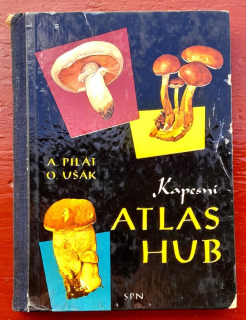 A. PILÁT
O. UŠÁK
Kapesní
ATLAS
HUB
SPN